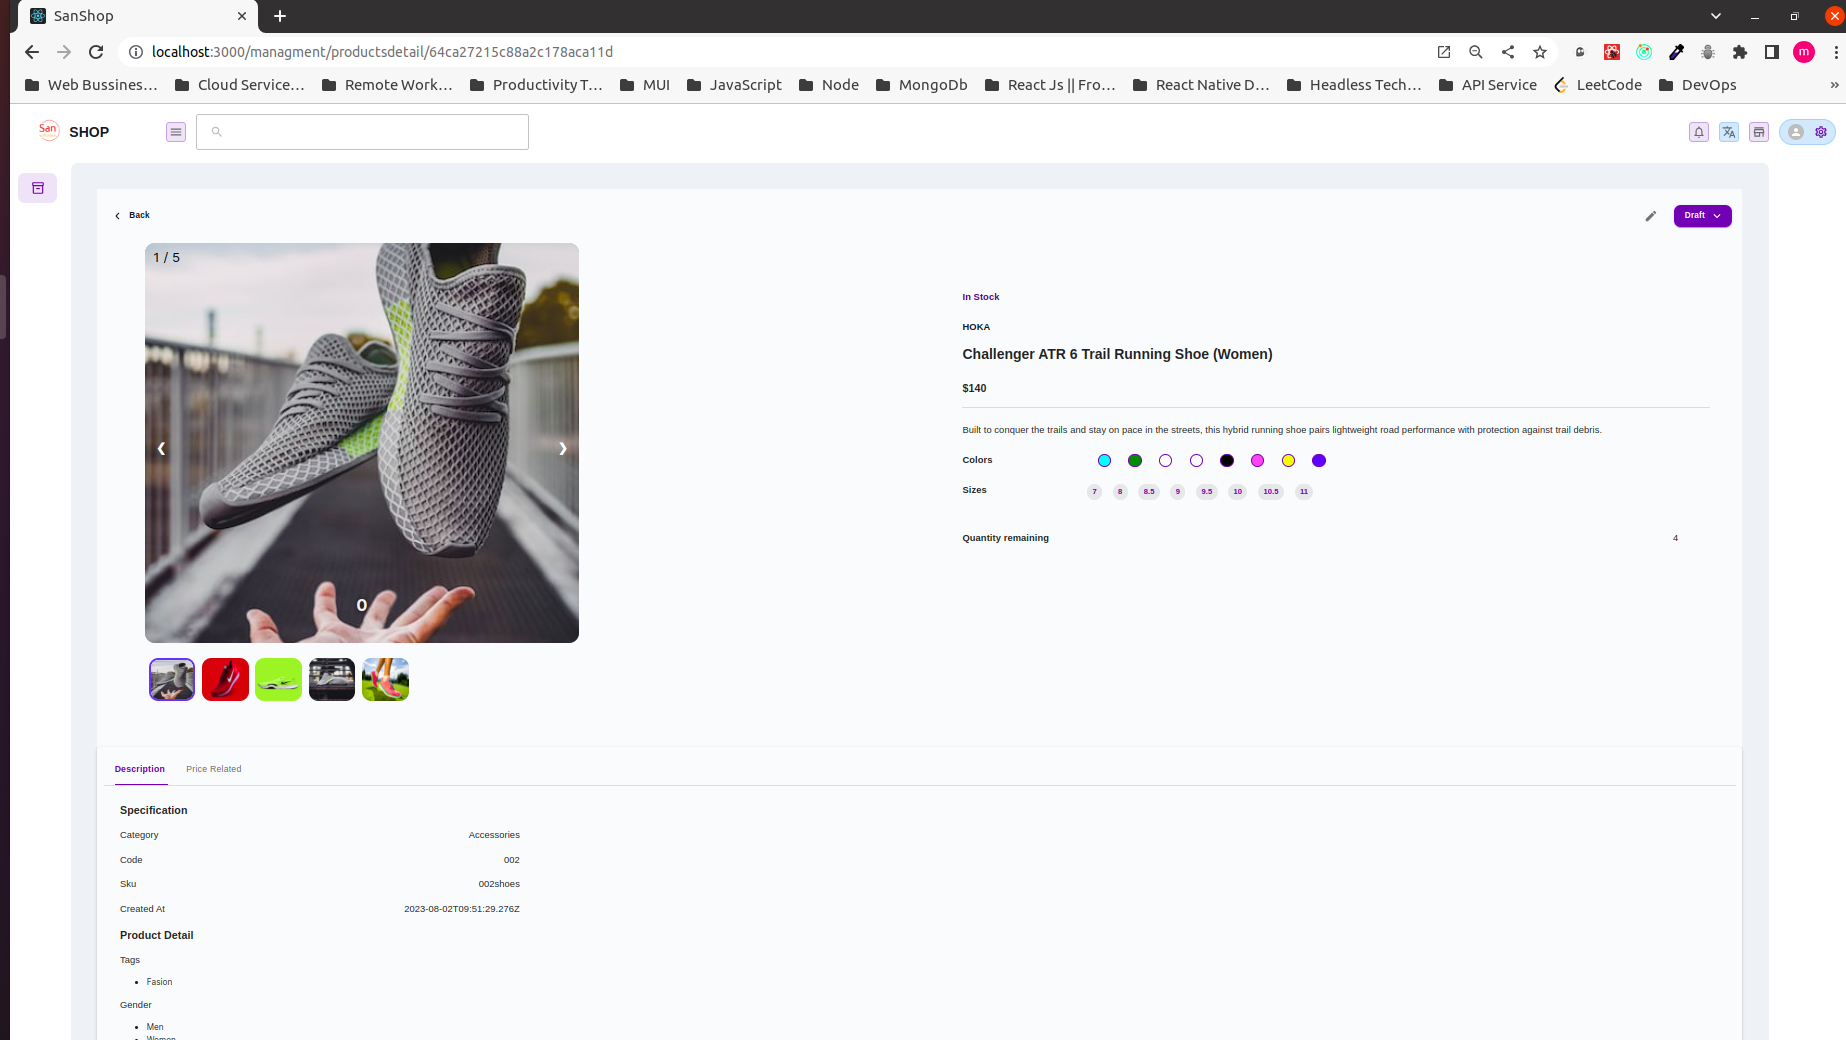 SanShop
localhost:3000/managment/productsdetail/64ca27215c88a2c178aca11d
m
Web Bussines… Cloud Service… Remote Work… Productivity T… MUI JavaScript Node MongoDb React Js || Fro… React Native D… Headless Tech… API Service LeetCode DevOps »
San SHOP
Back
Draft
1 / 5
In Stock
HOKA
Challenger ATR 6 Trail Running Shoe (Women)
$140
Built to conquer the trails and stay on pace in the streets, this hybrid running shoe pairs lightweight road performance with protection against trail debris.
Colors
Sizes 7 8 8.5 9 9.5 10 10.5 11
Quantity remaining 4
0
Description Price Related
Specification
Category Accessories
Code 002
Sku 002shoes
Created At 2023-08-02T09:51:29.276Z
Product Detail
Tags
• Fasion
Gender
• Men
• Women